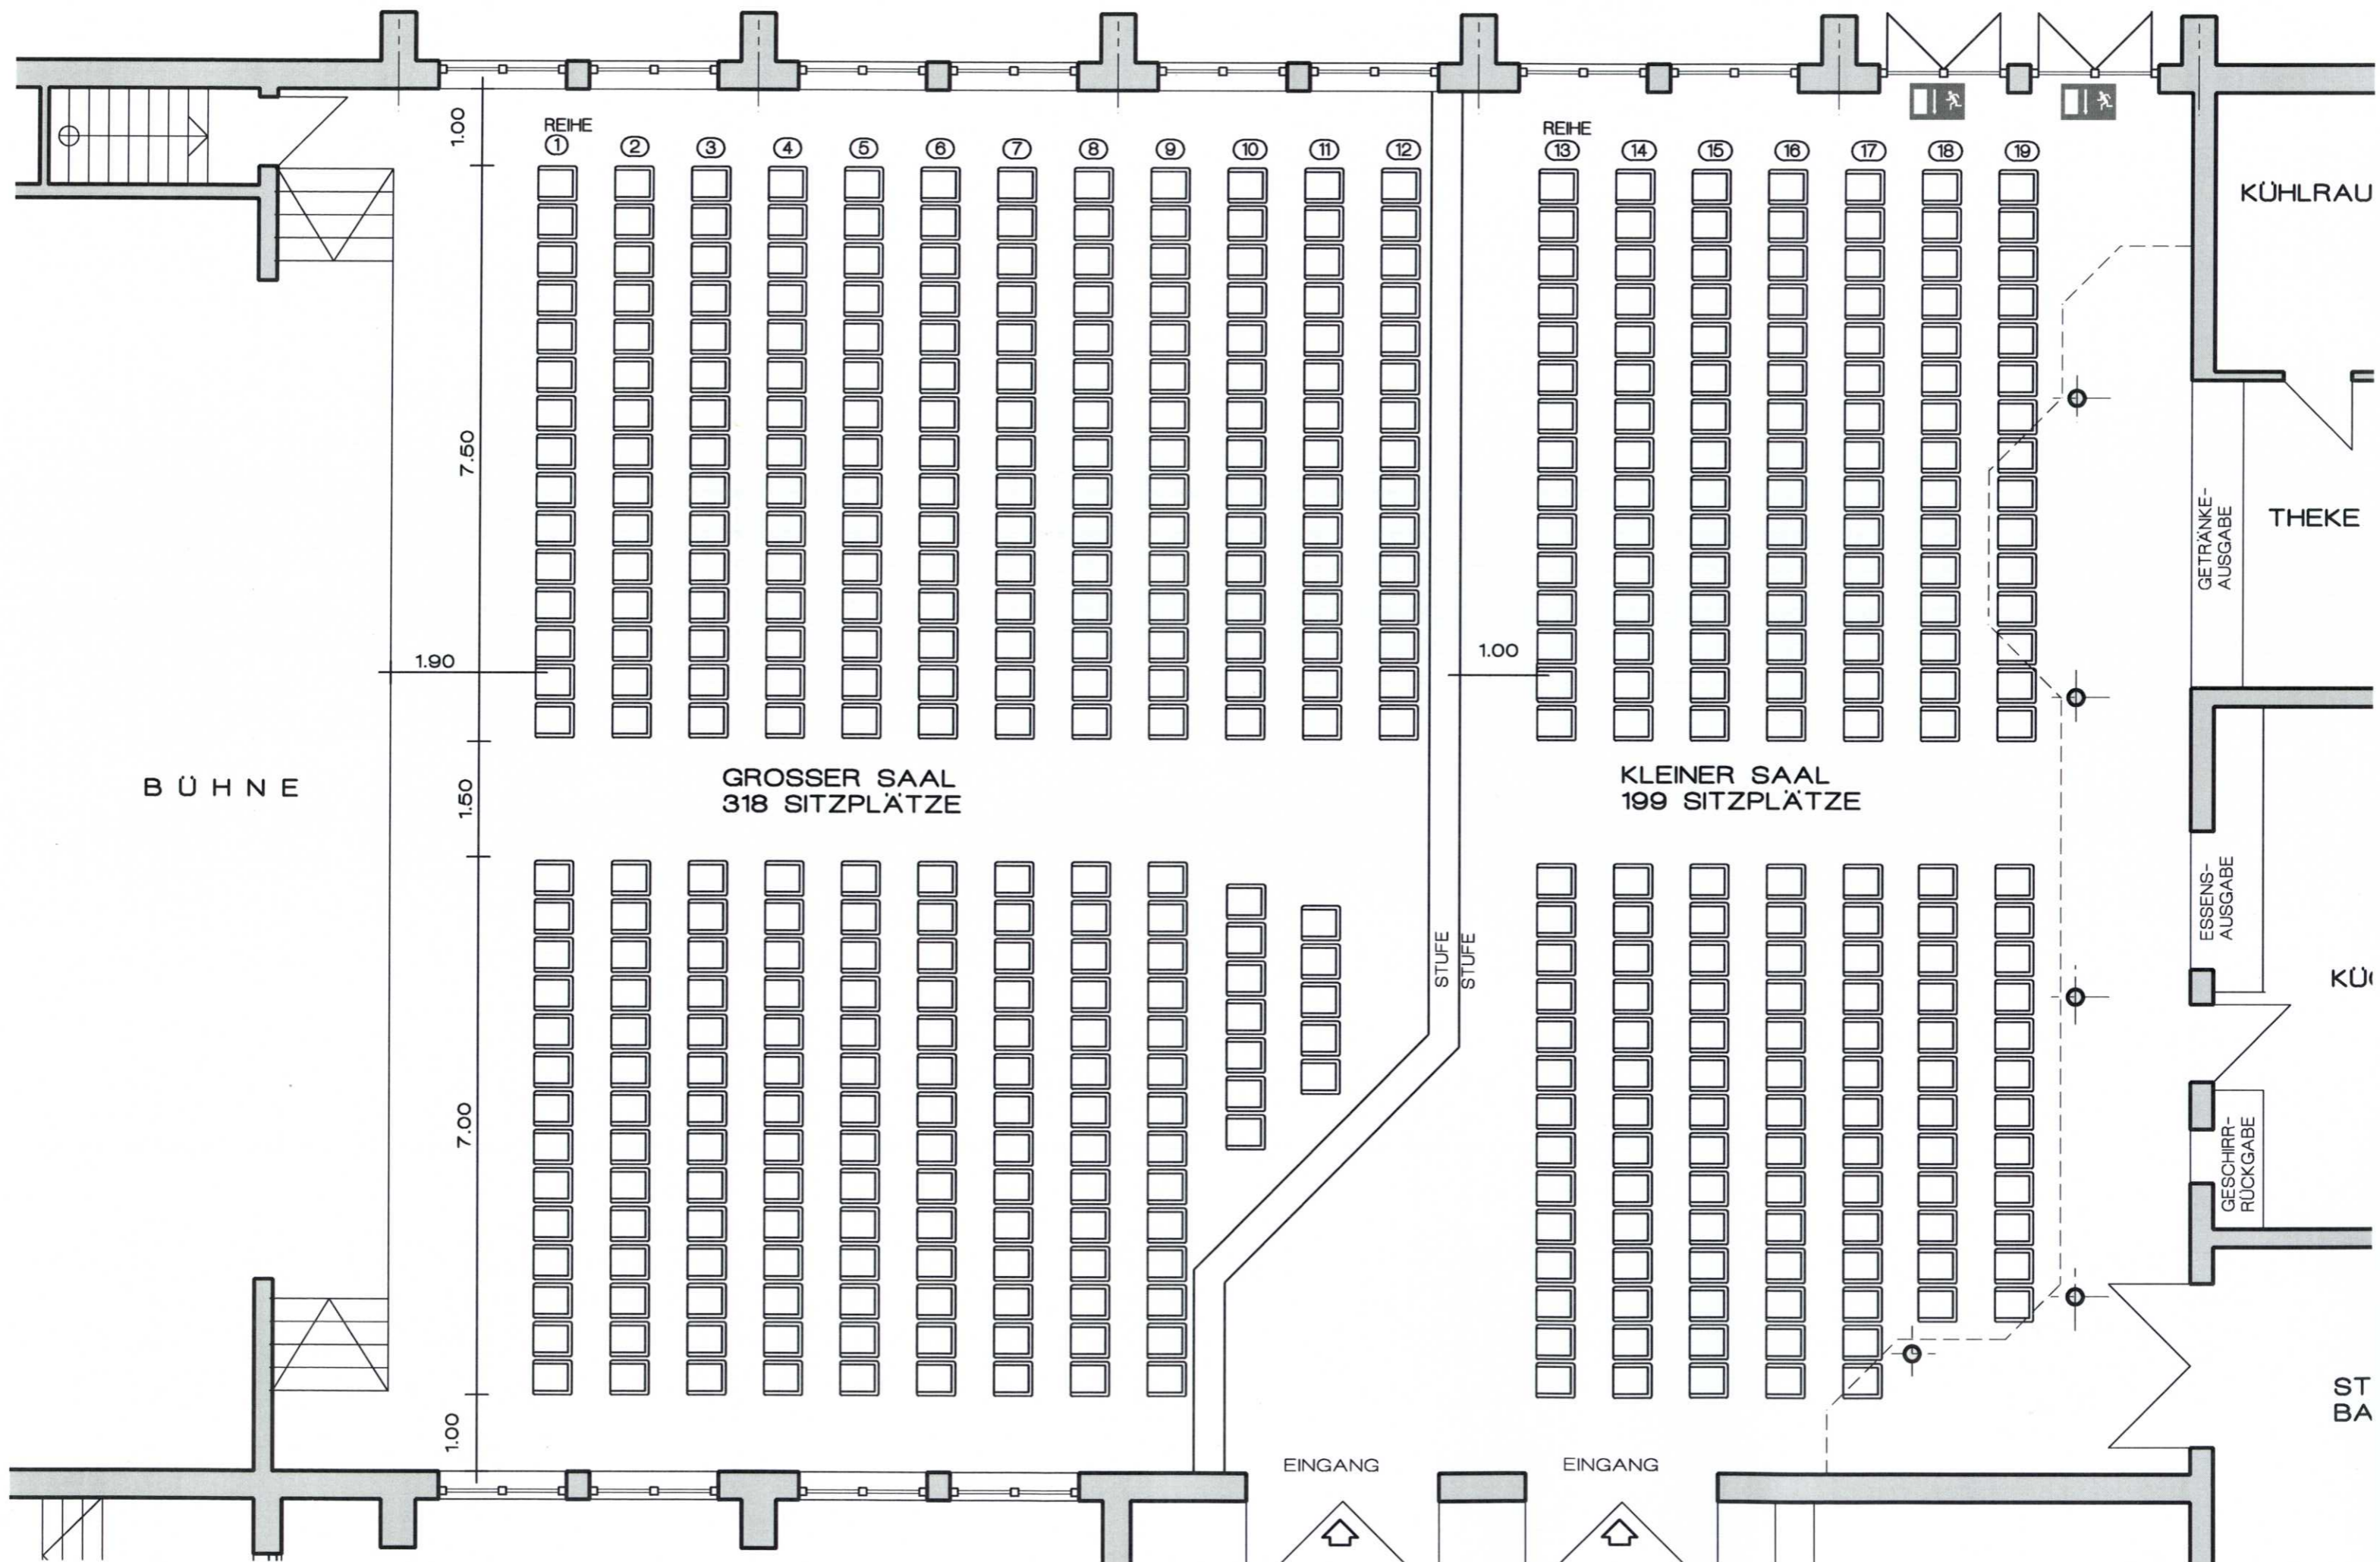 REIHE
1
2
3
4
5
6
7
8
9
10
11
12
REIHE
13
14
15
16
17
18
19
1.00
7.50
1.90
1.50
7.00
1.00
1.00
BÜHNE
GROSSER SAAL
318 SITZPLÄTZE
KLEINER SAAL
199 SITZPLÄTZE
STUFE
STUFE
KÜHLRAU
THEKE
GETRÄNKE-
AUSGABE
ESSENS-
AUSGABE
GESCHIRR-
RÜCKGABE
ST
BA
EINGANG
EINGANG